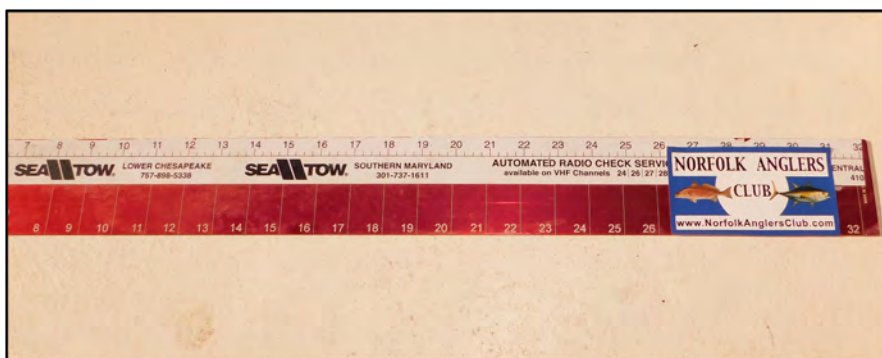 7 8 9 10 11 12 13 14 15 16 17 18 19 20 21 22 23 24 25 26 27 28 29 30 31 32
SEA TOW® LOWER CHESAPEAKE
757-898-5338
SEA TOW® SOUTHERN MARYLAND
301-737-1611
AUTOMATED RADIO CHECK SERVI
available on VHF Channels 24|26|27|28
ENTRAL
410
NORFOLK ANGLERS
CLUB
www.NorfolkAnglersClub.com
8 9 10 11 12 13 14 15 16 17 18 19 20 21 22 23 24 25 26 32